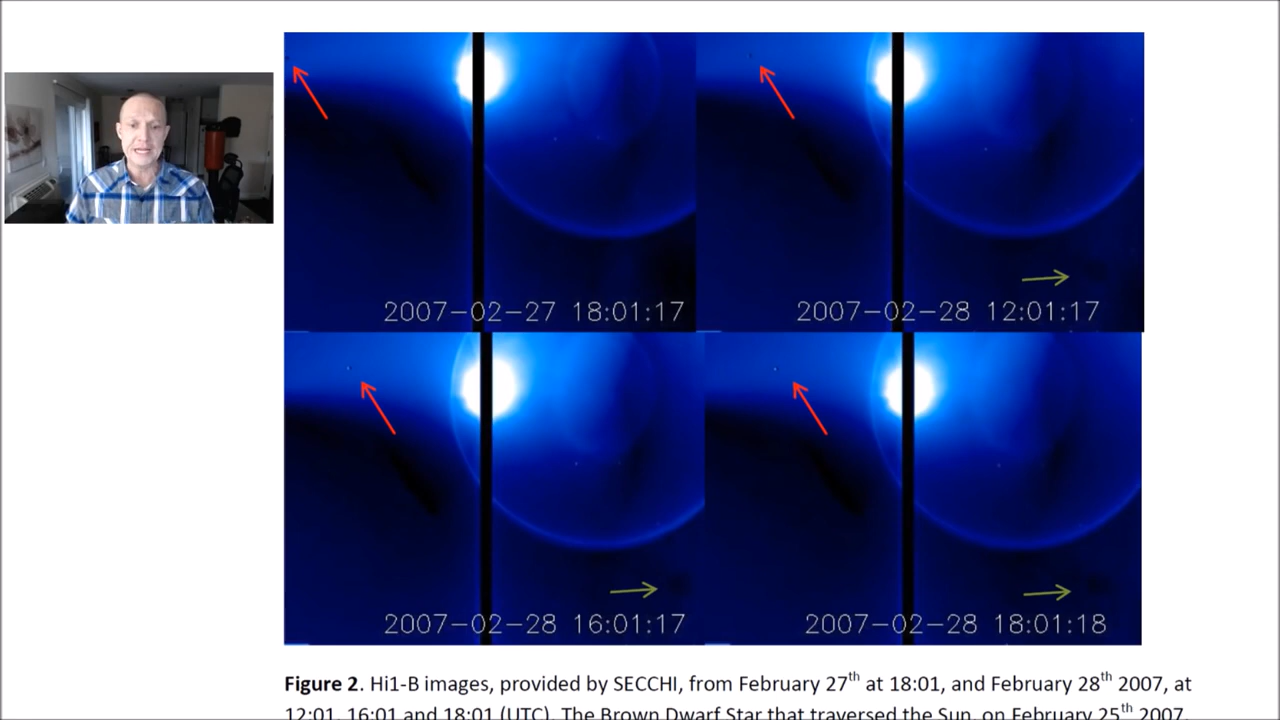 2007-02-27 18:01:17
2007-02-28 12:01:17
2007-02-28 16:01:17
2007-02-28 18:01:18
Figure 2. Hi1-B images, provided by SECCHI, from February 27th at 18:01, and February 28th 2007, at
12:01, 16:01 and 18:01 (UTC). The Brown Dwarf Star that traversed the Sun, on February 25th 2007,